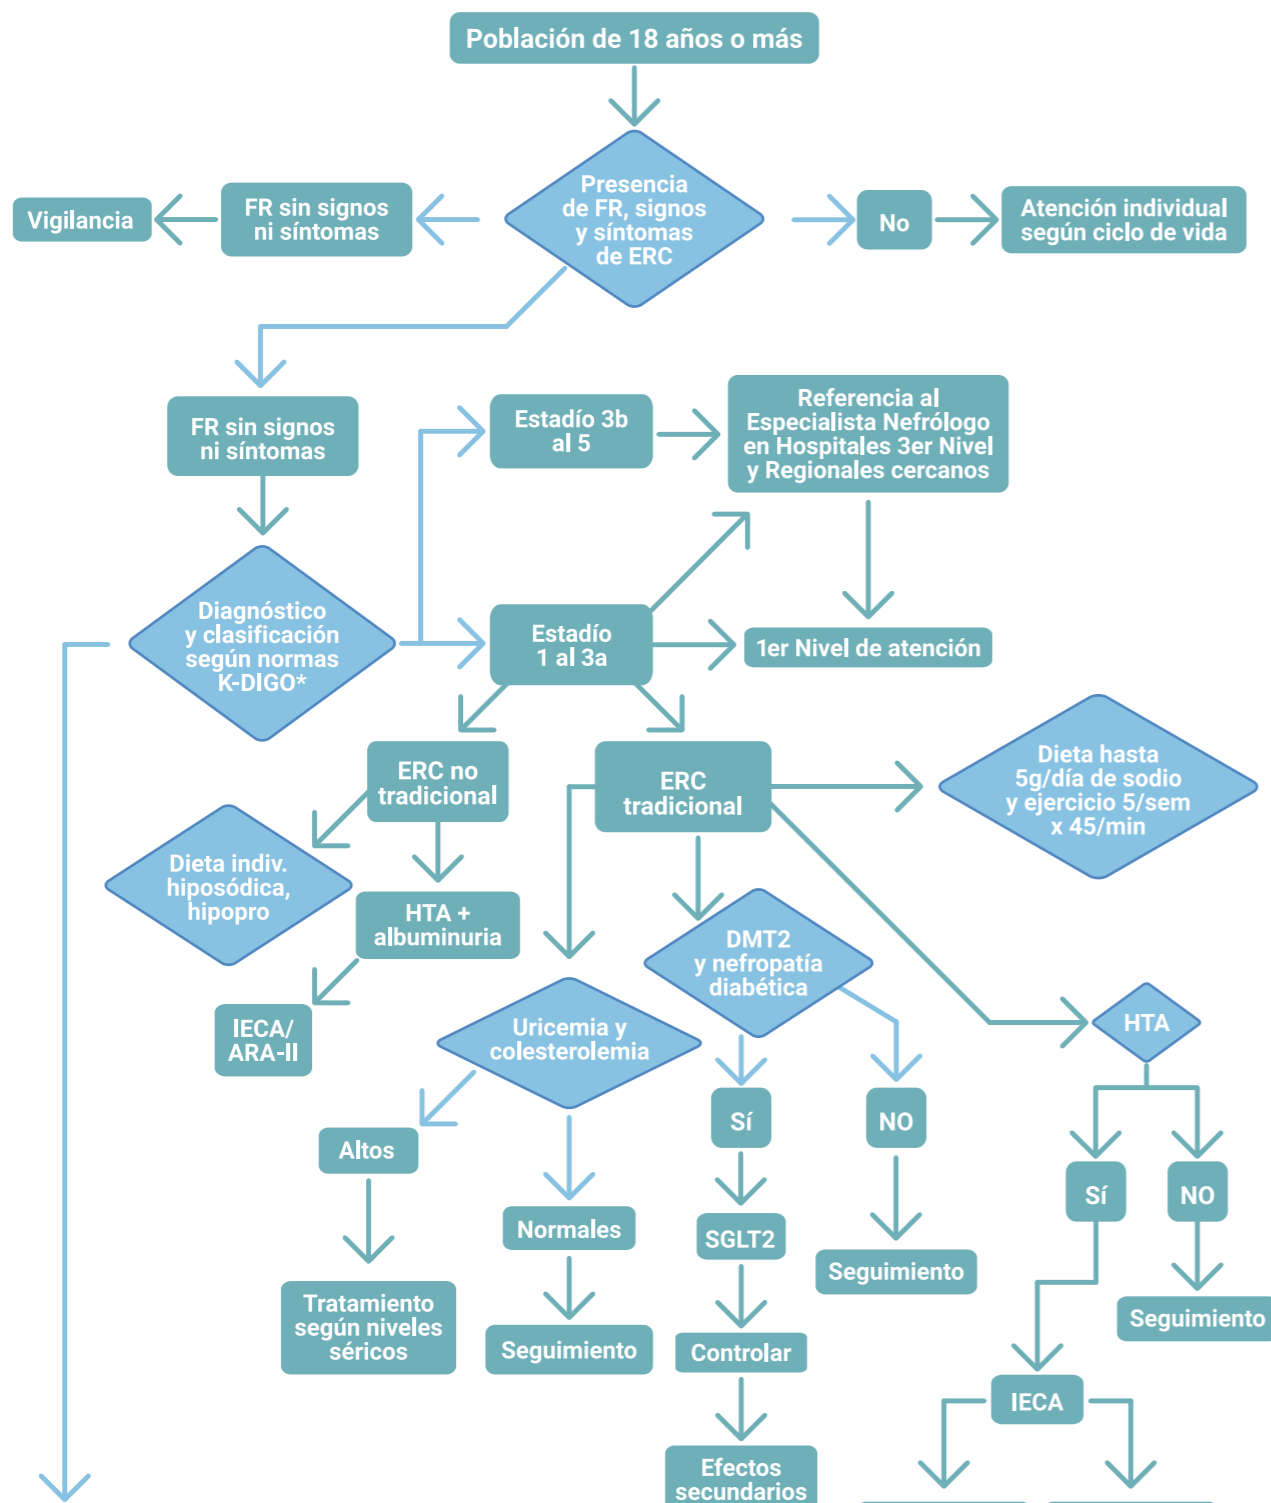 Población de 18 años o más
Presencia
de FR, signos
y síntomas
de ERC
FR sin signos
ni síntomas
Vigilancia
No
Atención individual
según ciclo de vida
FR sin signos
ni síntomas
Estadío 3b
al 5
Referencia al
Especialista Nefrólogo
en Hospitales 3er Nivel
y Regionales cercanos
Diagnóstico
y clasificación
según normas
K-DIGO*
Estadío
1 al 3a
1er Nivel de atención
ERC no
tradicional
ERC
tradicional
Dieta hasta
5g/día de sodio
y ejercicio 5/sem
x 45/min
Dieta indiv.
hiposódica,
hipopro
HTA +
albuminuria
DMT2
y nefropatía
diabética
IECA/
ARA-II
Uricemia y
colesterolemia
HTA
Altos
Sí
NO
Sí
NO
Normales
SGLT2
Seguimiento
Tratamiento
según niveles
séricos
Seguimiento
Controlar
Seguimiento
IECA
Efectos
secundarios